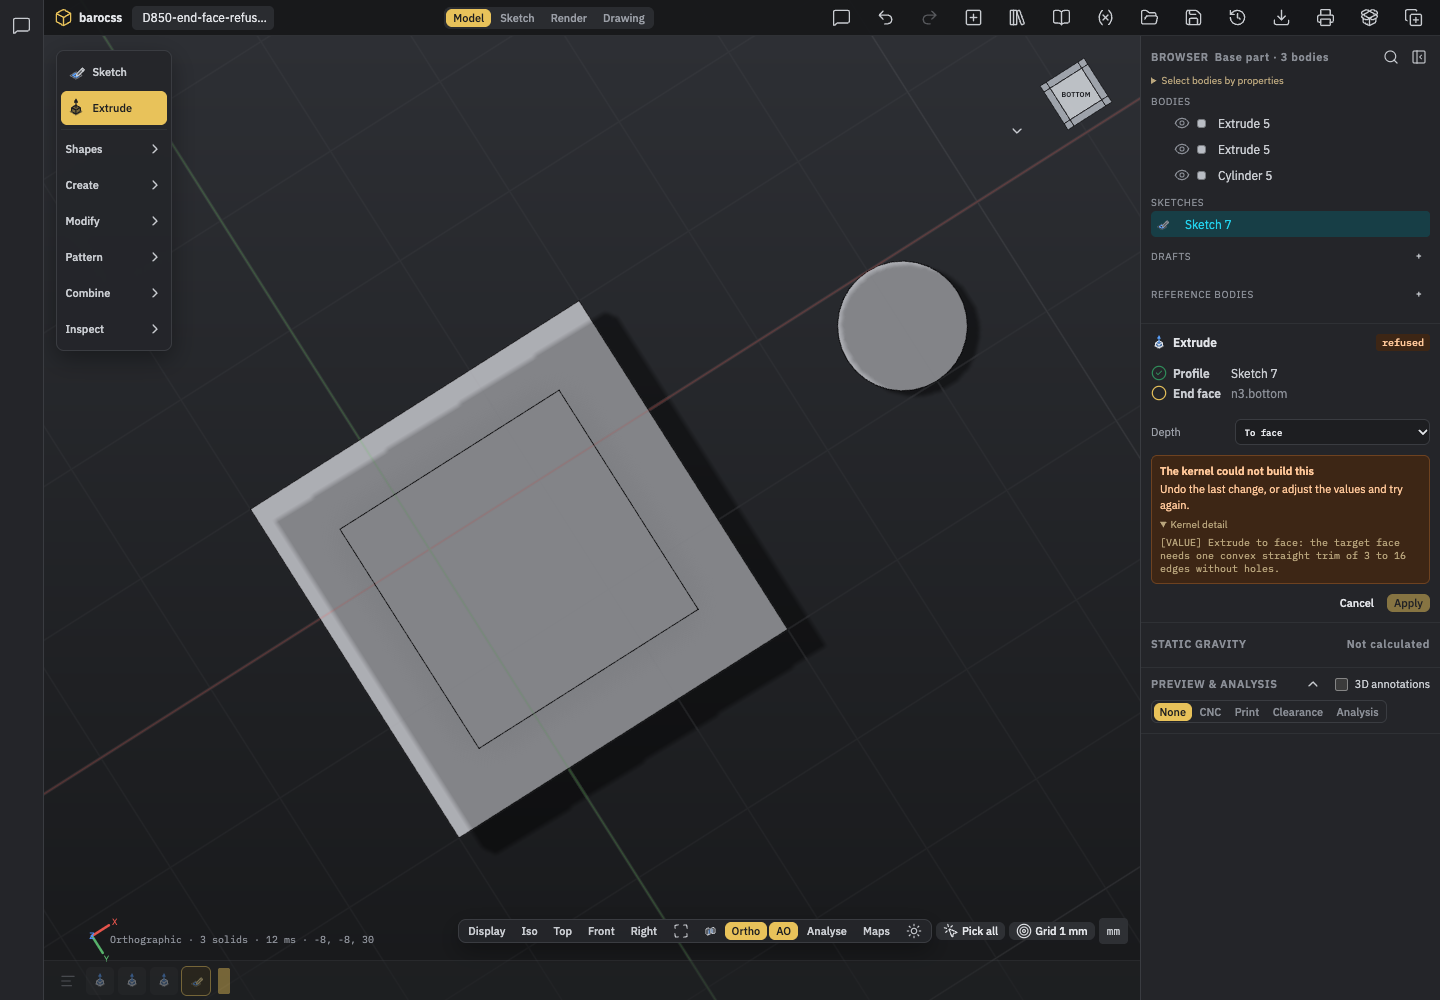 barocss
D850-end-face-refus...
Model
Sketch
Render
Drawing
Sketch
Extrude
Shapes
Create
Modify
Pattern
Combine
Inspect
BOTTOM
BROWSER Base part · 3 bodies
Select bodies by properties
BODIES
Extrude 5
Extrude 5
Cylinder 5
SKETCHES
Sketch 7
DRAFTS +
REFERENCE BODIES +
Extrude refused
Profile Sketch 7
End face n3.bottom
Depth To face
The kernel could not build this
Undo the last change, or adjust the values and try
again.
Kernel detail
[VALUE] Extrude to face: the target face
needs one convex straight trim of 3 to 16
edges without holes.
Cancel Apply
STATIC GRAVITY Not calculated
PREVIEW & ANALYSIS 3D annotations
None CNC Print Clearance Analysis
X
Y
Z
Orthographic · 3 solids · 12 ms · -8, -8, 30
Display Iso Top Front Right Ortho AO Analyse Maps Pick all Grid 1 mm mm